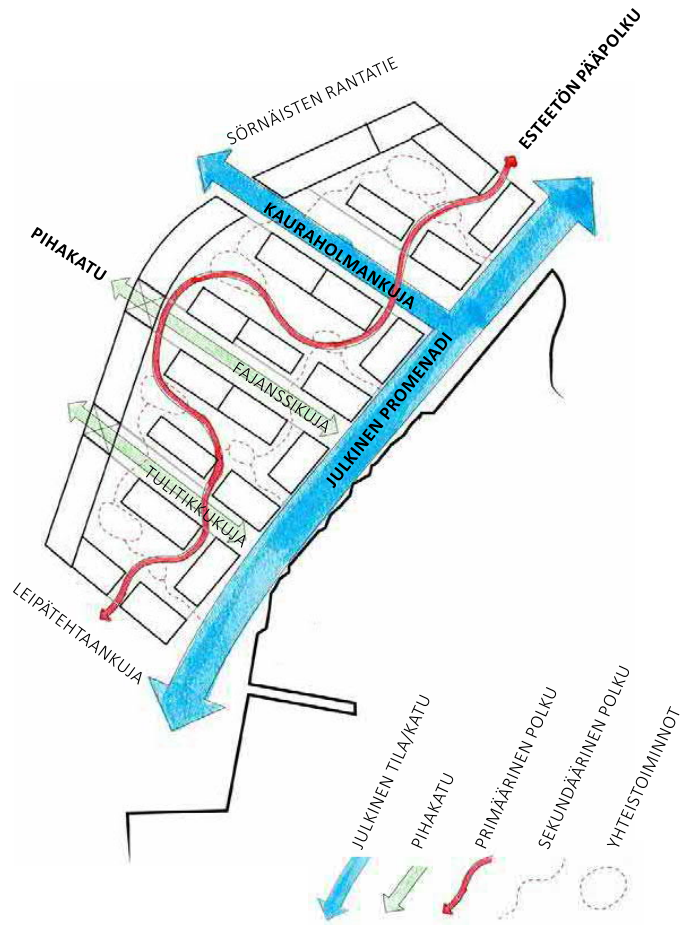 ESTEETÖN PÄÄPOLKU
SÖRNÄISTEN RANTATIE
KAURAHOLMANKUJA
PIHAKATU
FAJANSSIKUJA
JULKINEN PROMENADI
TULITIKKUKUJA
LEIPÄTEHTAANKUJA
JULKINEN TILA/KATU
PIHAKATU
PRIMÄÄRINEN POLKU
SEKUNDÄÄRINEN POLKU
YHTEISTOIMINNOT